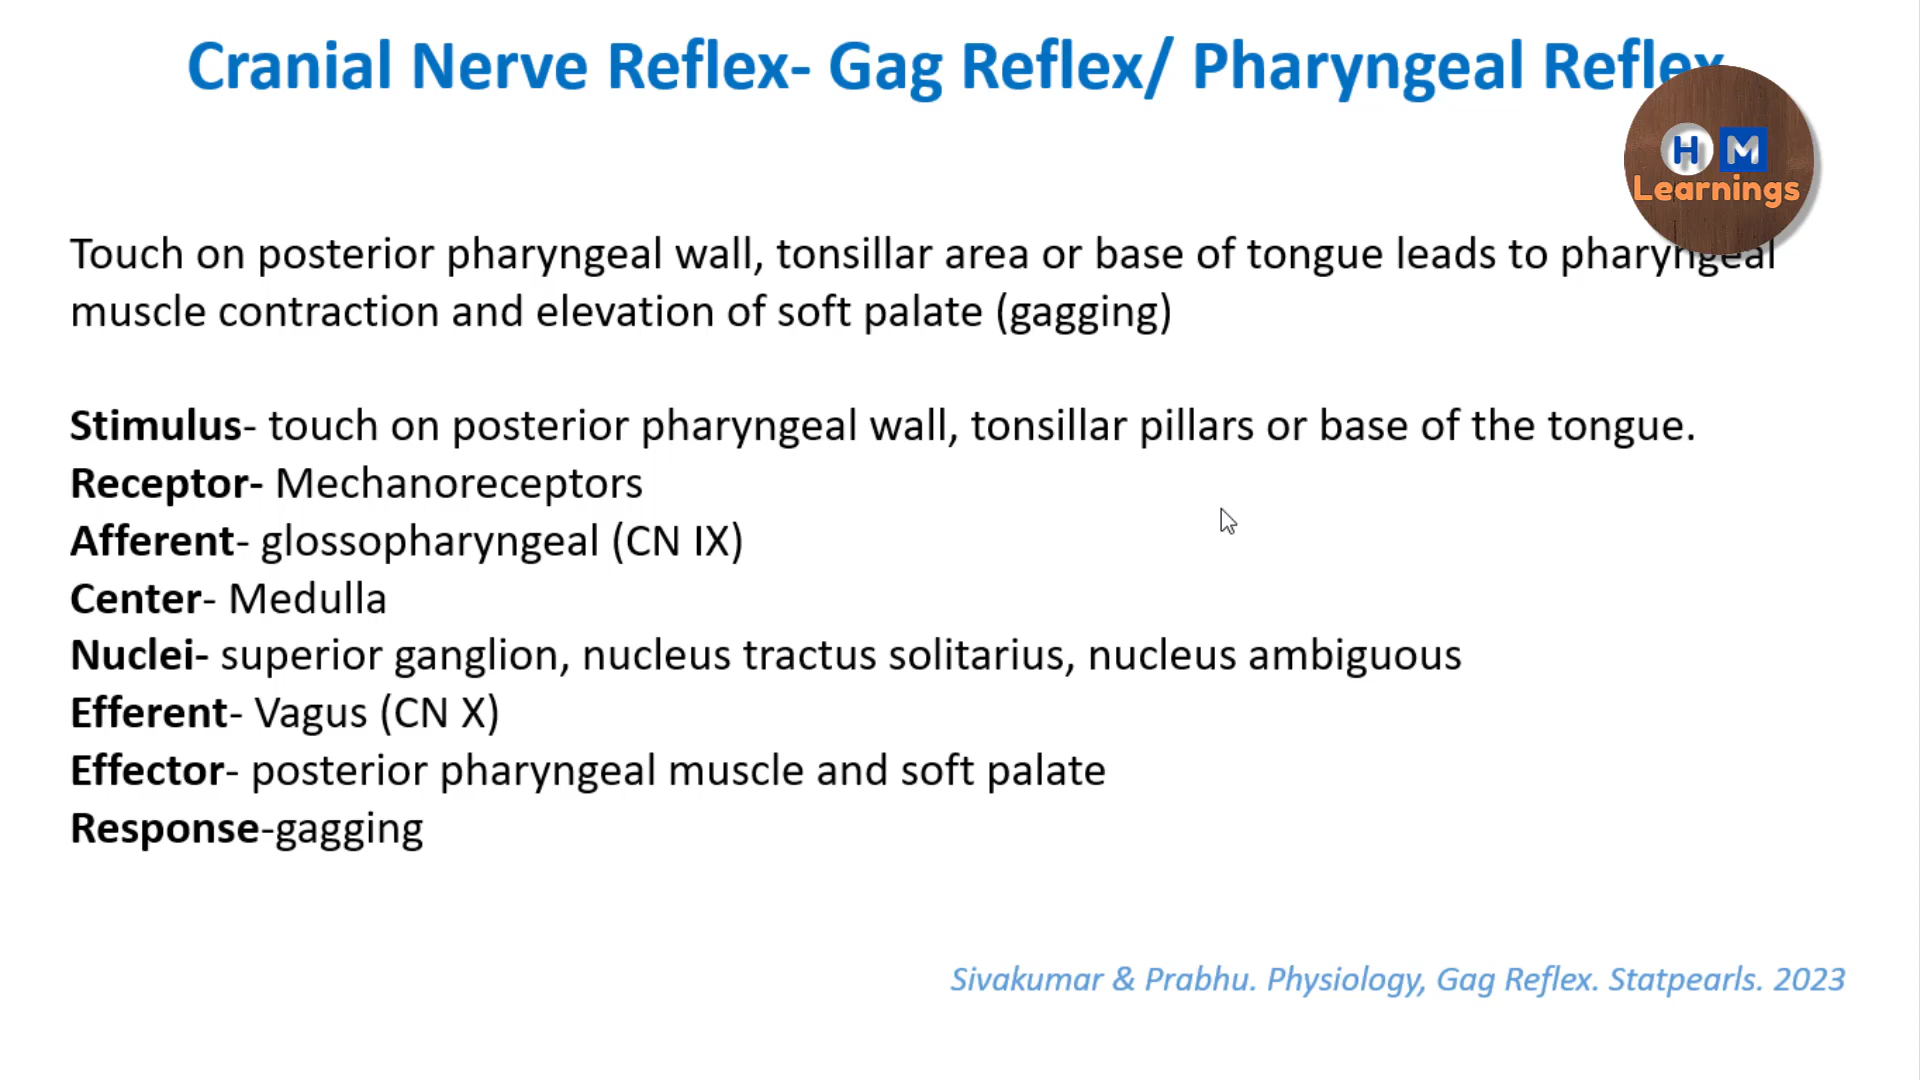 Cranial Nerve Reflex- Gag Reflex/ Pharyngeal Reflex
H M
Learnings
Touch on posterior pharyngeal wall, tonsillar area or base of tongue leads to pharyngeal
muscle contraction and elevation of soft palate (gagging)
Stimulus- touch on posterior pharyngeal wall, tonsillar pillars or base of the tongue.
Receptor- Mechanoreceptors
Afferent- glossopharyngeal (CN IX)
Center- Medulla
Nuclei- superior ganglion, nucleus tractus solitarius, nucleus ambiguous
Efferent- Vagus (CN X)
Effector- posterior pharyngeal muscle and soft palate
Response-gagging
Sivakumar & Prabhu. Physiology, Gag Reflex. Statpearls. 2023